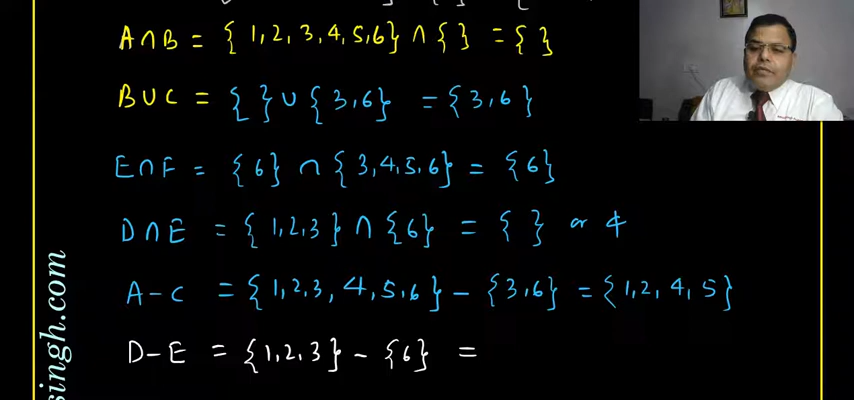 A∩B = { 1,2,3,4,5,6} ∩ { } = { }
B∪C = { } ∪ { 3,6} = {3,6}
E∩F = {6} ∩ {3,4,5,6} = {6}
D∩E = { 1,2,3 } ∩ {6} = { } or ϕ
A-C = {1,2,3,4,5,6} - {3,6} = {1,2,4,5}
D-E = {1,2,3} - {6} =
singh.com